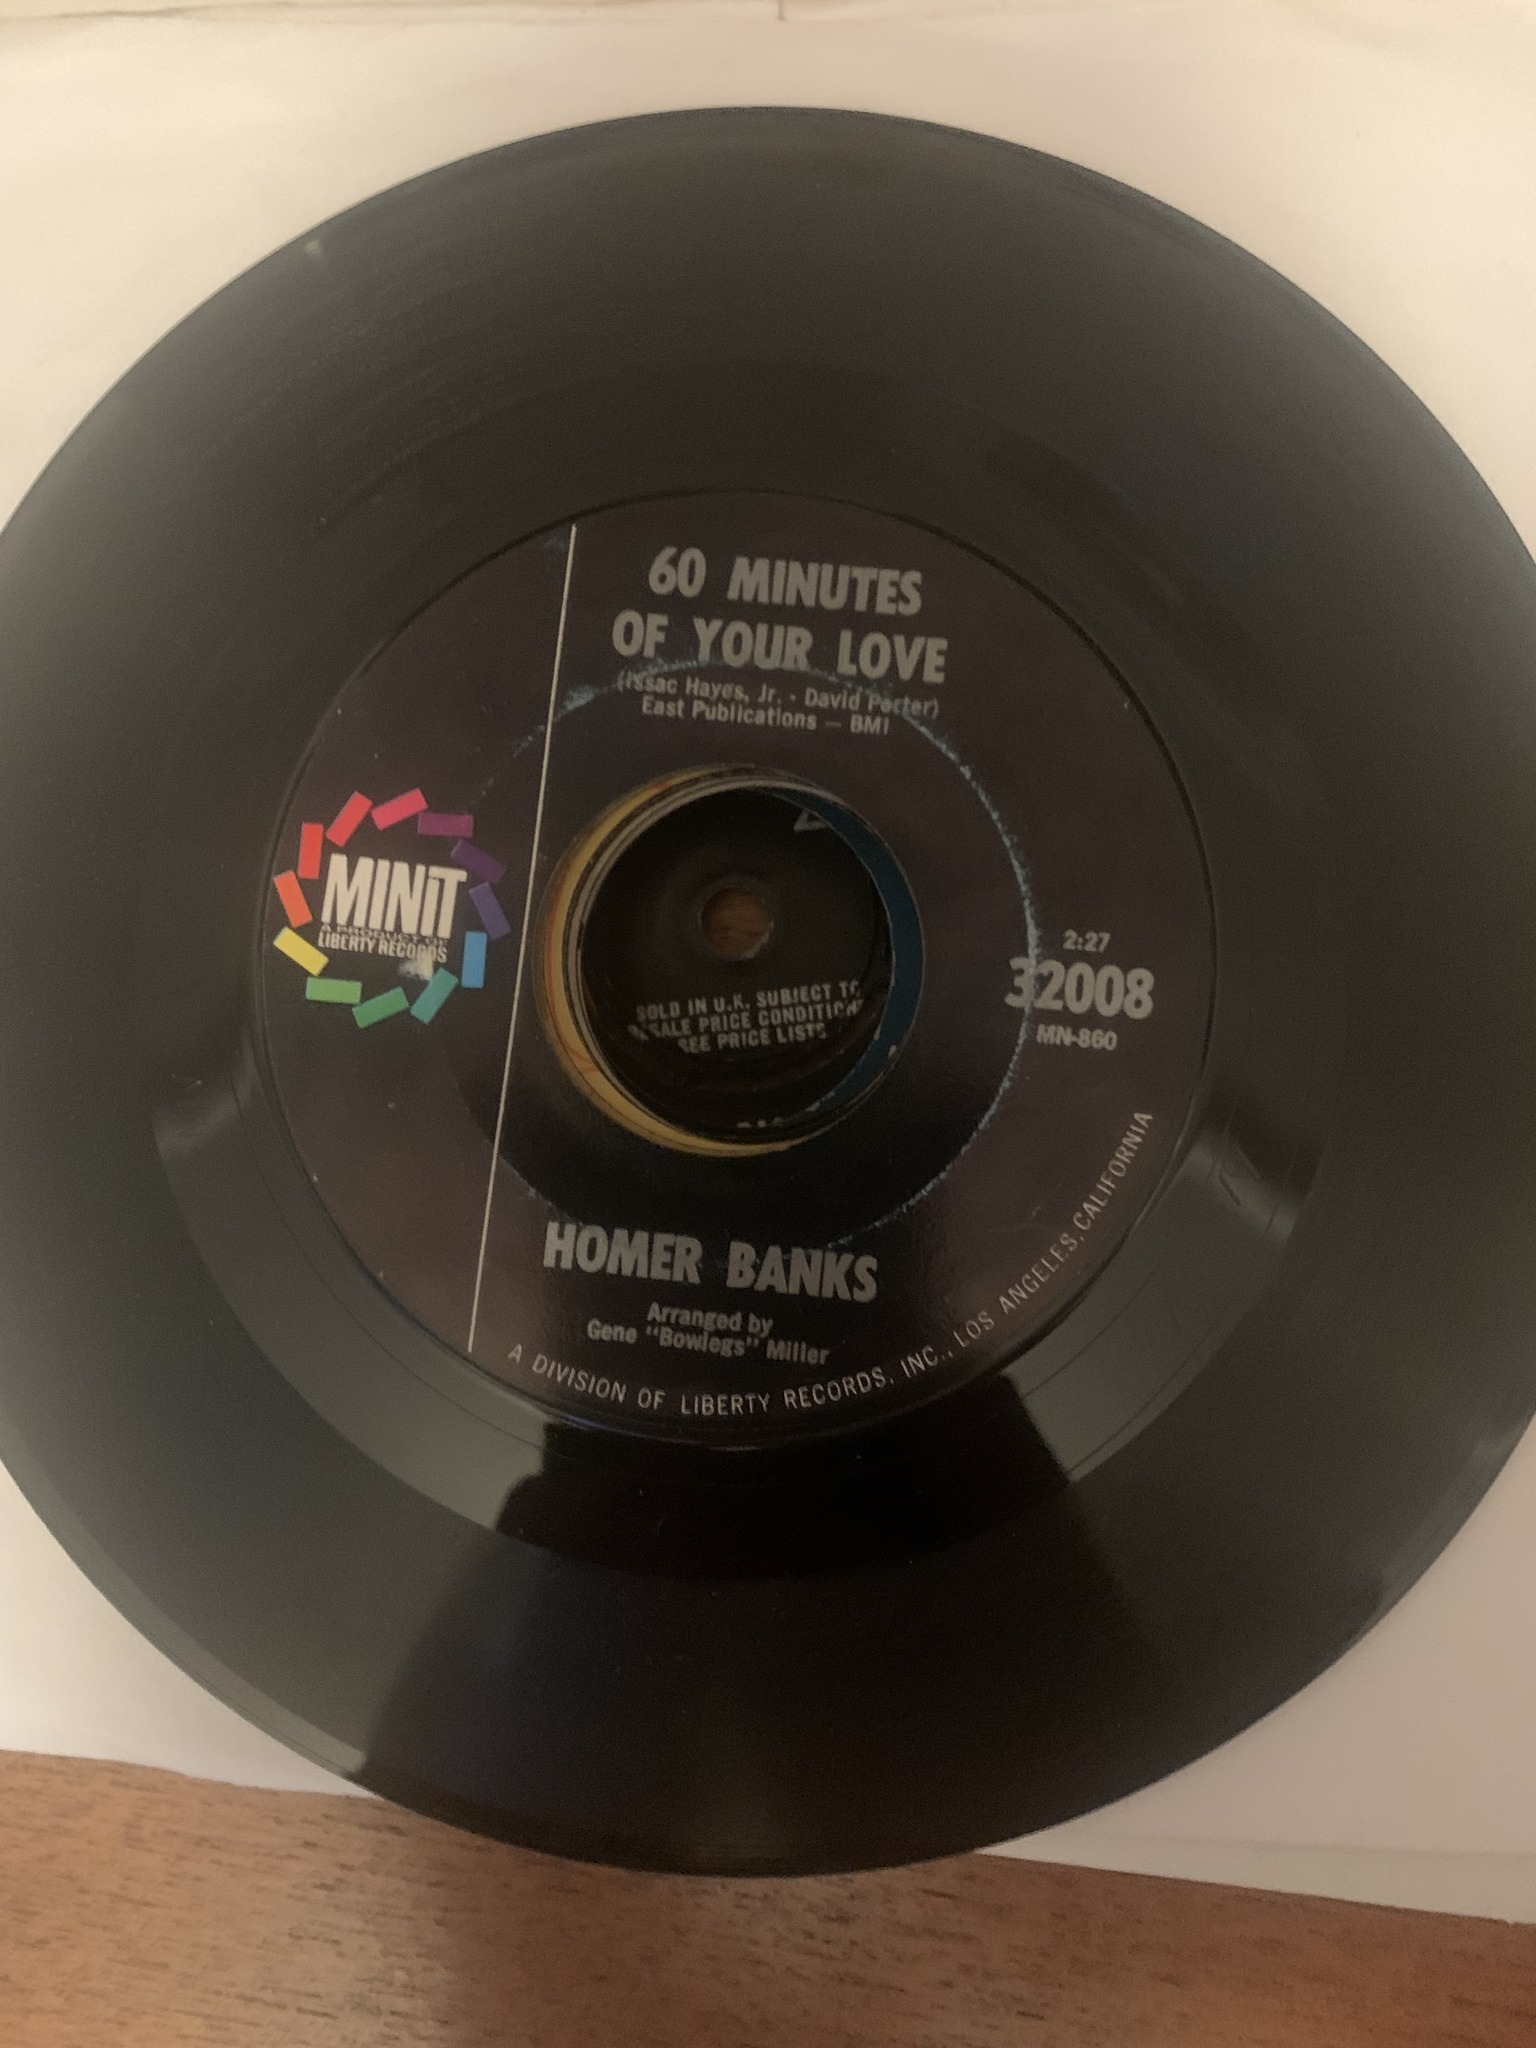 60 MINUTES
OF YOUR LOVE
(Issac Hayes, Jr. - David Porter)
East Publications — BMI
MINIT
A PRODUCT OF
LIBERTY RECORDS
2:27
32008
MN-860
SOLD IN U.K. SUBJECT TO
SALE PRICE CONDITION
SEE PRICE LISTS
HOMER BANKS
Arranged by
Gene "Bowlegs" Miller
A DIVISION OF LIBERTY RECORDS, INC., LOS ANGELES, CALIFORNIA